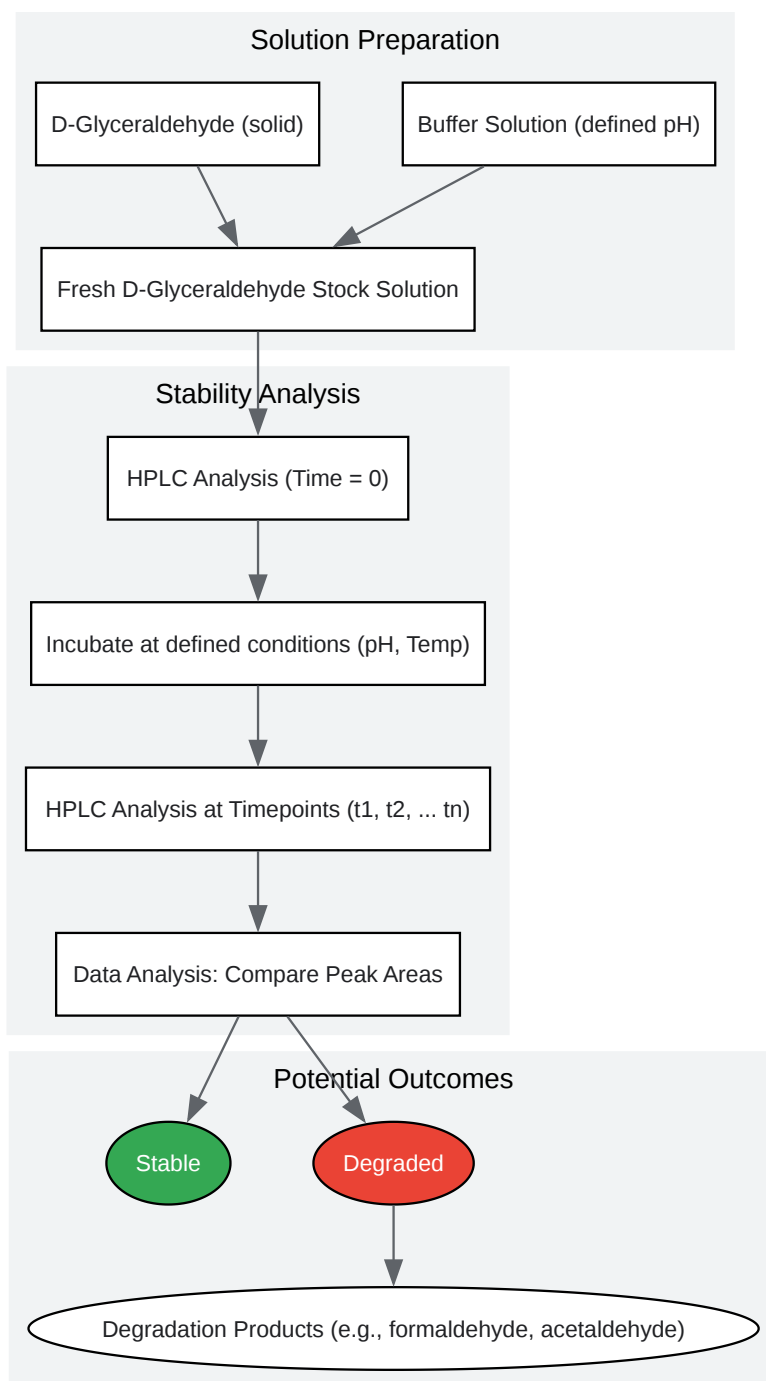 Solution Preparation
D-Glyceraldehyde (solid)
Buffer Solution (defined pH)
Fresh D-Glyceraldehyde Stock Solution
Stability Analysis
HPLC Analysis (Time = 0)
Incubate at defined conditions (pH, Temp)
HPLC Analysis at Timepoints (t1, t2, ... tn)
Data Analysis: Compare Peak Areas
Potential Outcomes
Stable
Degraded
Degradation Products (e.g., formaldehyde, acetaldehyde)